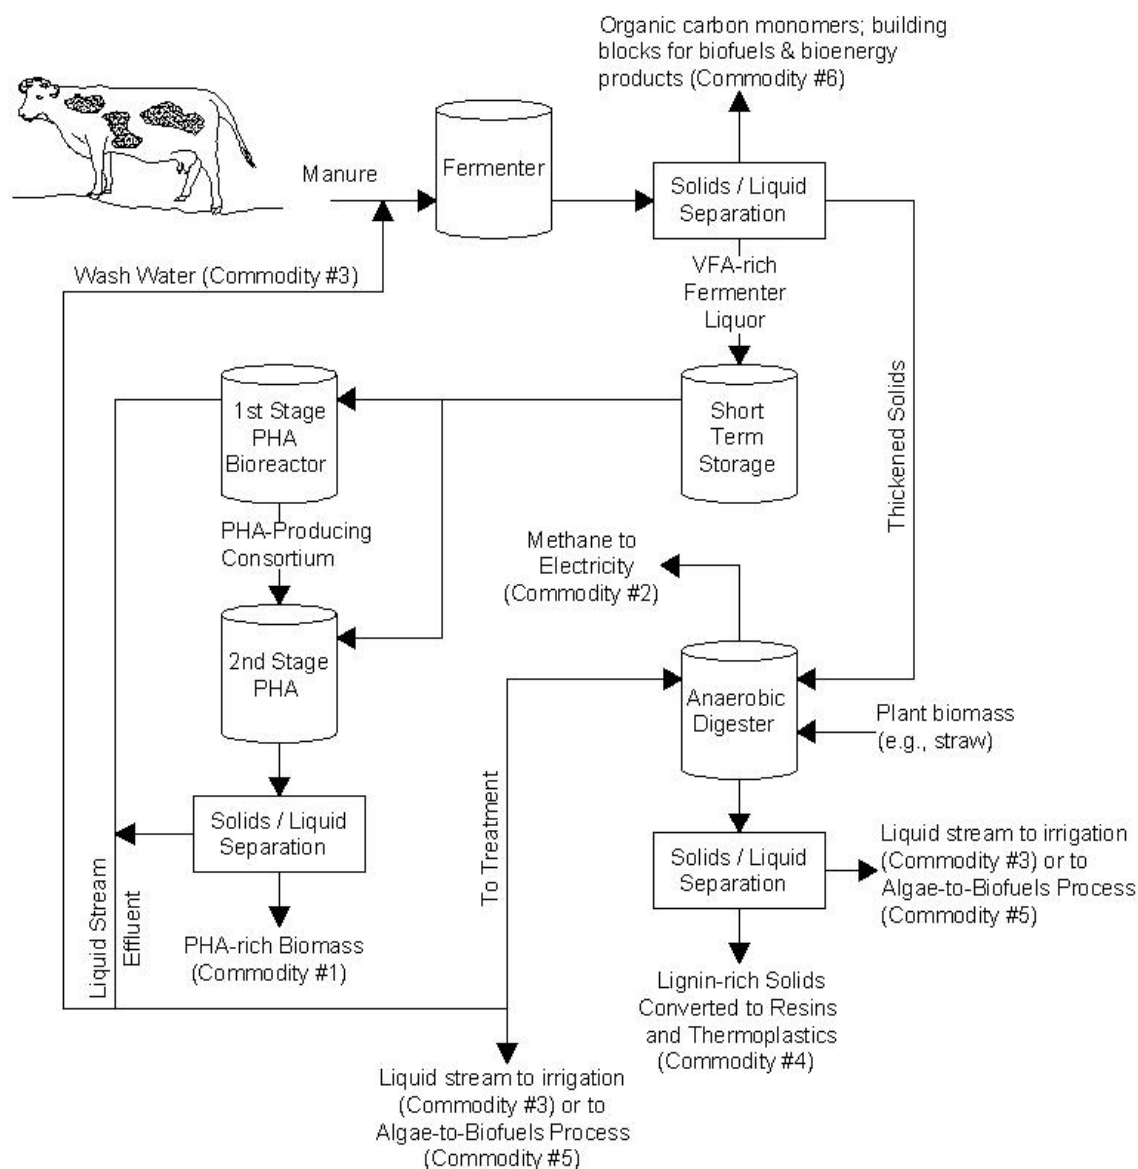 Organic carbon monomers; building
blocks for biofuels & bioenergy
products (Commodity #6)
Manure
Fermenter
Solids / Liquid
Separation
Wash Water (Commodity #3)
VFA-rich
Fermenter
Liquor
1st Stage
PHA
Bioreactor
Short
Term
Storage
Thickened Solids
PHA-Producing
Consortium
Methane to
Electricity
(Commodity #2)
2nd Stage
PHA
Anaerobic
Digester
Plant biomass
(e.g., straw)
To Treatment
Solids / Liquid
Separation
Liquid Stream
Effluent
PHA-rich Biomass
(Commodity #1)
Solids / Liquid
Separation
Liquid stream to irrigation
(Commodity #3) or to
Algae-to-Biofuels Process
(Commodity #5)
Lignin-rich Solids
Converted to Resins
and Thermoplastics
(Commodity #4)
Liquid stream to irrigation
(Commodity #3) or to
Algae-to-Biofuels Process
(Commodity #5)